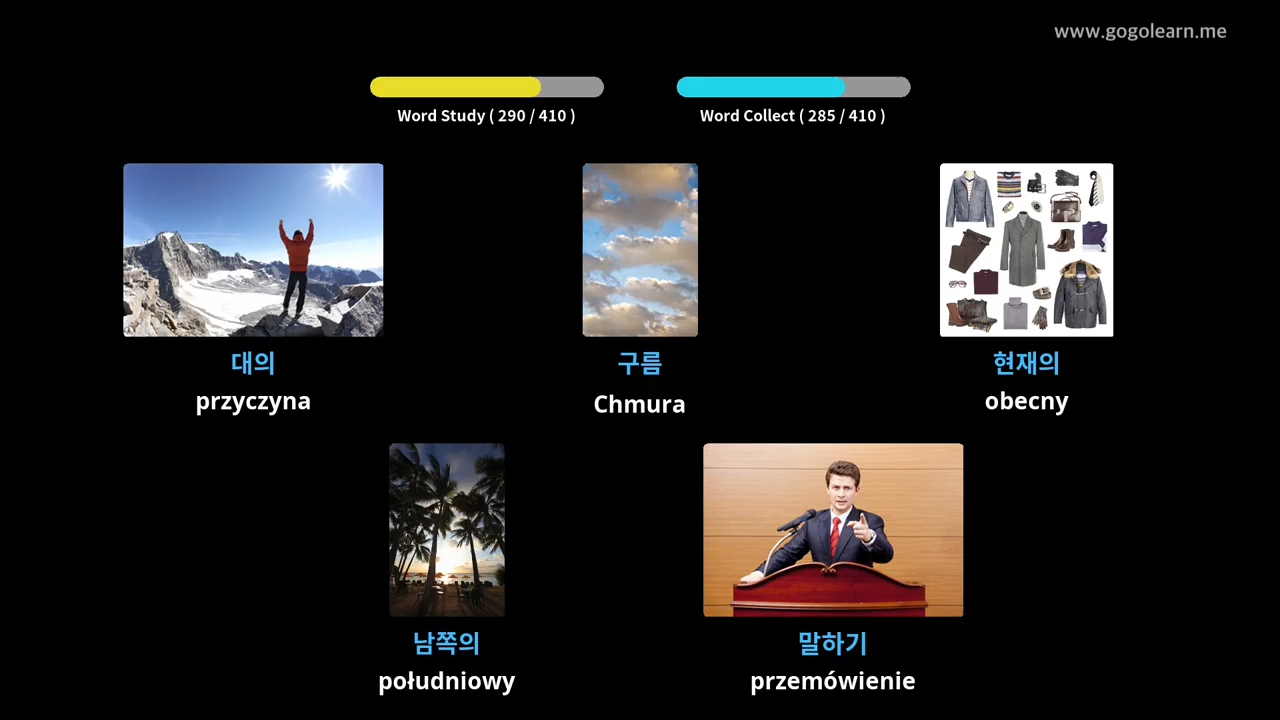 www.gogolearn.me
Word Study ( 290 / 410 )
Word Collect ( 285 / 410 )
대의
przyczyna
구름
Chmura
현재의
obecny
남쪽의
południowy
말하기
przemówienie